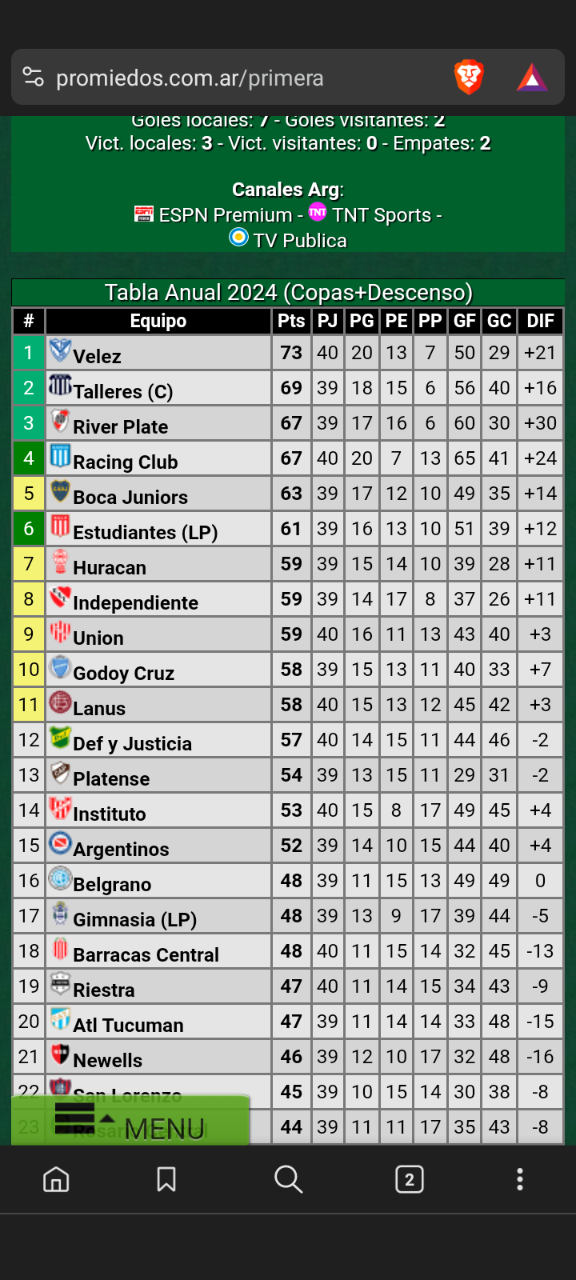 promiedos.com.ar/primera
Goles locales: 7 - Goles visitantes: 2
Vict. locales: 3 - Vict. visitantes: 0 - Empates: 2
Canales Arg:
ESPN Premium - TNT TNT Sports -
TV Publica
Tabla Anual 2024 (Copas+Descenso)
# Equipo Pts PJ PG PE PP GF GC DIF
1 Velez 73 40 20 13 7 50 29 +21
2 Talleres (C) 69 39 18 15 6 56 40 +16
3 River Plate 67 39 17 16 6 60 30 +30
4 Racing Club 67 40 20 7 13 65 41 +24
5 Boca Juniors 63 39 17 12 10 49 35 +14
6 Estudiantes (LP) 61 39 16 13 10 51 39 +12
7 Huracan 59 39 15 14 10 39 28 +11
8 Independiente 59 39 14 17 8 37 26 +11
9 Union 59 40 16 11 13 43 40 +3
10 Godoy Cruz 58 39 15 13 11 40 33 +7
11 Lanus 58 40 15 13 12 45 42 +3
12 Def y Justicia 57 40 14 15 11 44 46 -2
13 Platense 54 39 13 15 11 29 31 -2
14 Instituto 53 40 15 8 17 49 45 +4
15 Argentinos 52 39 14 10 15 44 40 +4
16 Belgrano 48 39 11 15 13 49 49 0
17 Gimnasia (LP) 48 39 13 9 17 39 44 -5
18 Barracas Central 48 40 11 15 14 32 45 -13
19 Riestra 47 40 11 14 15 34 43 -9
20 Atl Tucuman 47 39 11 14 14 33 48 -15
21 Newells 46 39 12 10 17 32 48 -16
22 San Lorenzo 45 39 10 15 14 30 38 -8
23 44 39 11 11 17 35 43 -8
MENU
2